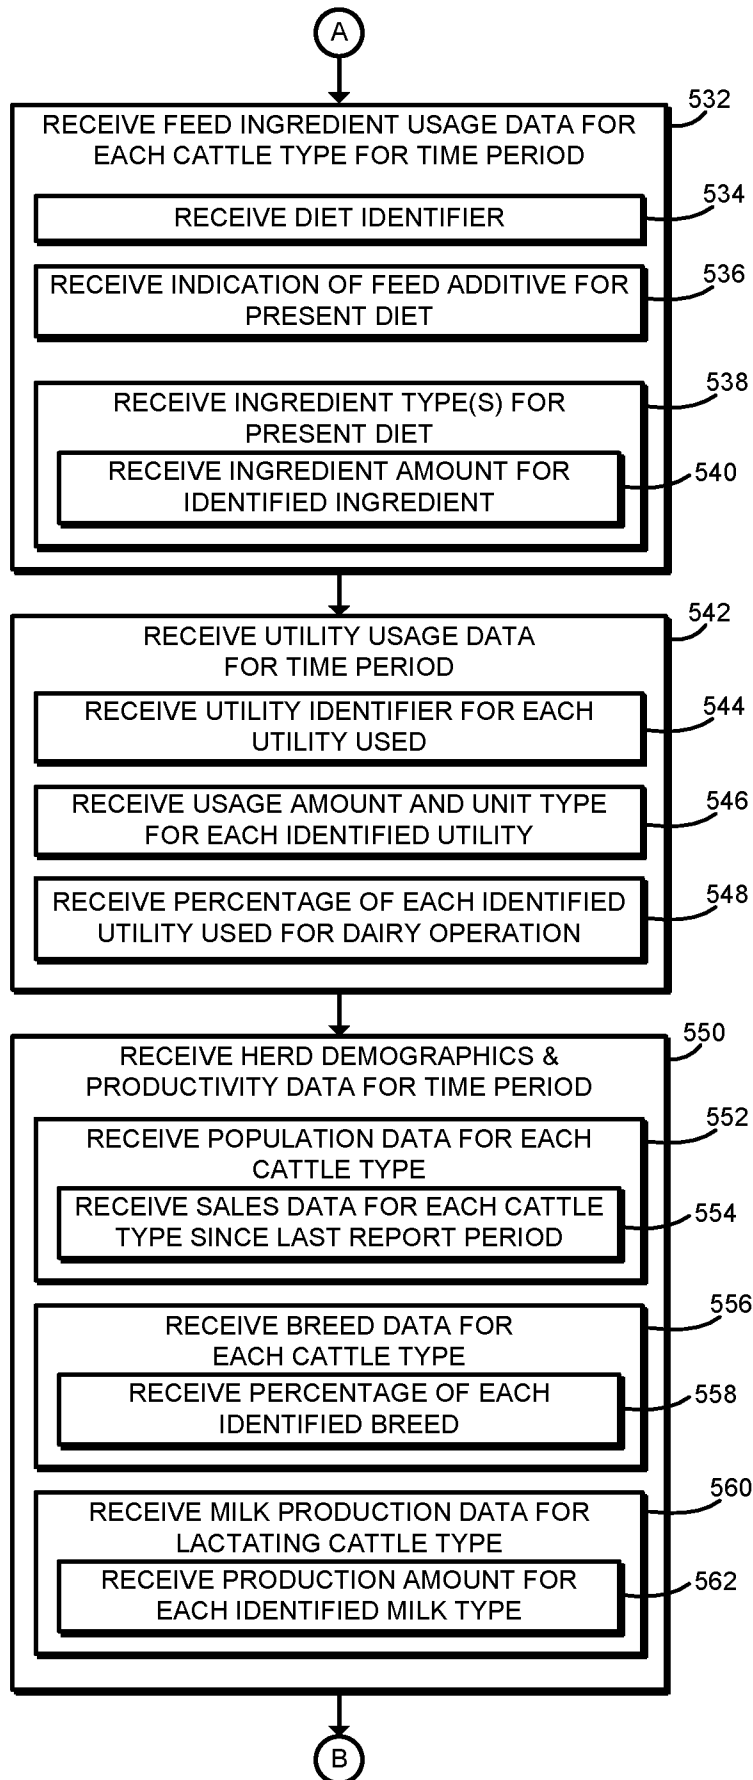 A
532
RECEIVE FEED INGREDIENT USAGE DATA FOR
EACH CATTLE TYPE FOR TIME PERIOD
534
RECEIVE DIET IDENTIFIER
536
RECEIVE INDICATION OF FEED ADDITIVE FOR
PRESENT DIET
538
RECEIVE INGREDIENT TYPE(S) FOR
PRESENT DIET
540
RECEIVE INGREDIENT AMOUNT FOR
IDENTIFIED INGREDIENT
542
RECEIVE UTILITY USAGE DATA
FOR TIME PERIOD
544
RECEIVE UTILITY IDENTIFIER FOR EACH
UTILITY USED
546
RECEIVE USAGE AMOUNT AND UNIT TYPE
FOR EACH IDENTIFIED UTILITY
548
RECEIVE PERCENTAGE OF EACH IDENTIFIED
UTILITY USED FOR DAIRY OPERATION
550
RECEIVE HERD DEMOGRAPHICS &
PRODUCTIVITY DATA FOR TIME PERIOD
552
RECEIVE POPULATION DATA FOR EACH
CATTLE TYPE
554
RECEIVE SALES DATA FOR EACH CATTLE
TYPE SINCE LAST REPORT PERIOD
556
RECEIVE BREED DATA FOR
EACH CATTLE TYPE
558
RECEIVE PERCENTAGE OF EACH
IDENTIFIED BREED
560
RECEIVE MILK PRODUCTION DATA FOR
LACTATING CATTLE TYPE
562
RECEIVE PRODUCTION AMOUNT FOR
EACH IDENTIFIED MILK TYPE
B